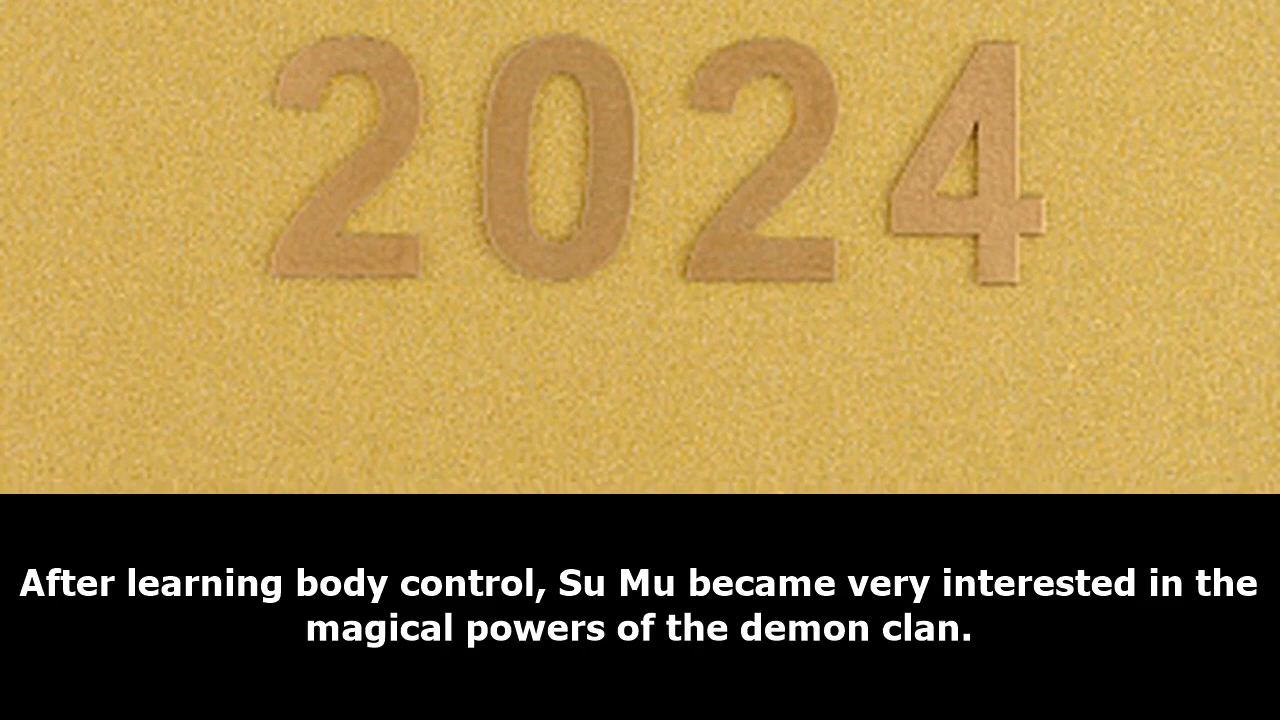 2024
After learning body control, Su Mu became very interested in the
magical powers of the demon clan.